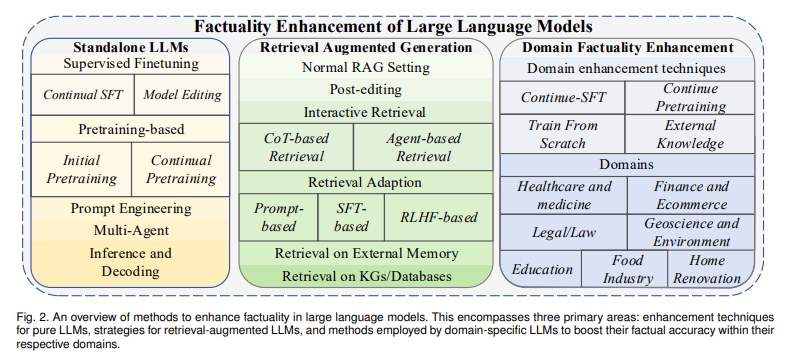 Factuality Enhancement of Large Language Models
Standalone LLMs
Supervised Finetuning
Continual SFT
Model Editing
Pretraining-based
Initial
Pretraining
Continual
Pretraining
Prompt Engineering
Multi-Agent
Inference and
Decoding
Retrieval Augmented Generation
Normal RAG Setting
Post-editing
Interactive Retrieval
CoT-based
Retrieval
Agent-based
Retrieval
Retrieval Adaption
Prompt-
based
SFT-
based
RLHF-based
Retrieval on External Memory
Retrieval on KGs/Databases
Domain Factuality Enhancement
Domain enhancement techniques
Continue-SFT
Continue
Pretraining
Train From
Scratch
External
Knowledge
Domains
Healthcare and
medicine
Finance and
Ecommerce
Legal/Law
Geoscience and
Environment
Education
Food
Industry
Home
Renovation
Fig. 2. An overview of methods to enhance factuality in large language models. This encompasses three primary areas: enhancement techniques
for pure LLMs, strategies for retrieval-augmented LLMs, and methods employed by domain-specific LLMs to boost their factual accuracy within their
respective domains.